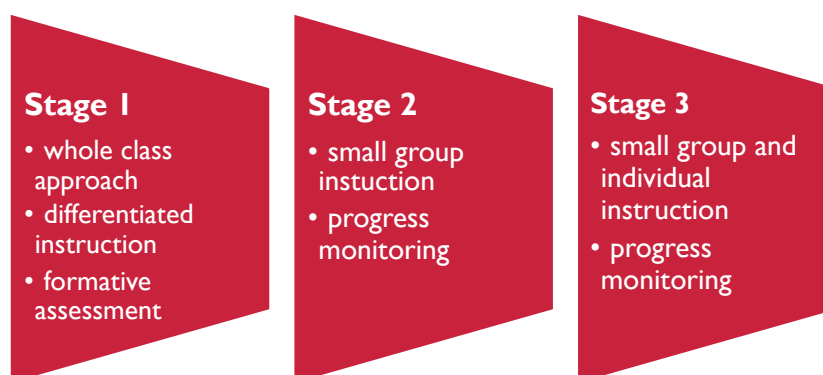 Stage 1
• whole class
approach
• differentiated
instruction
• formative
assessment
Stage 2
• small group
instuction
• progress
monitoring
Stage 3
• small group and
individual
instruction
• progress
monitoring